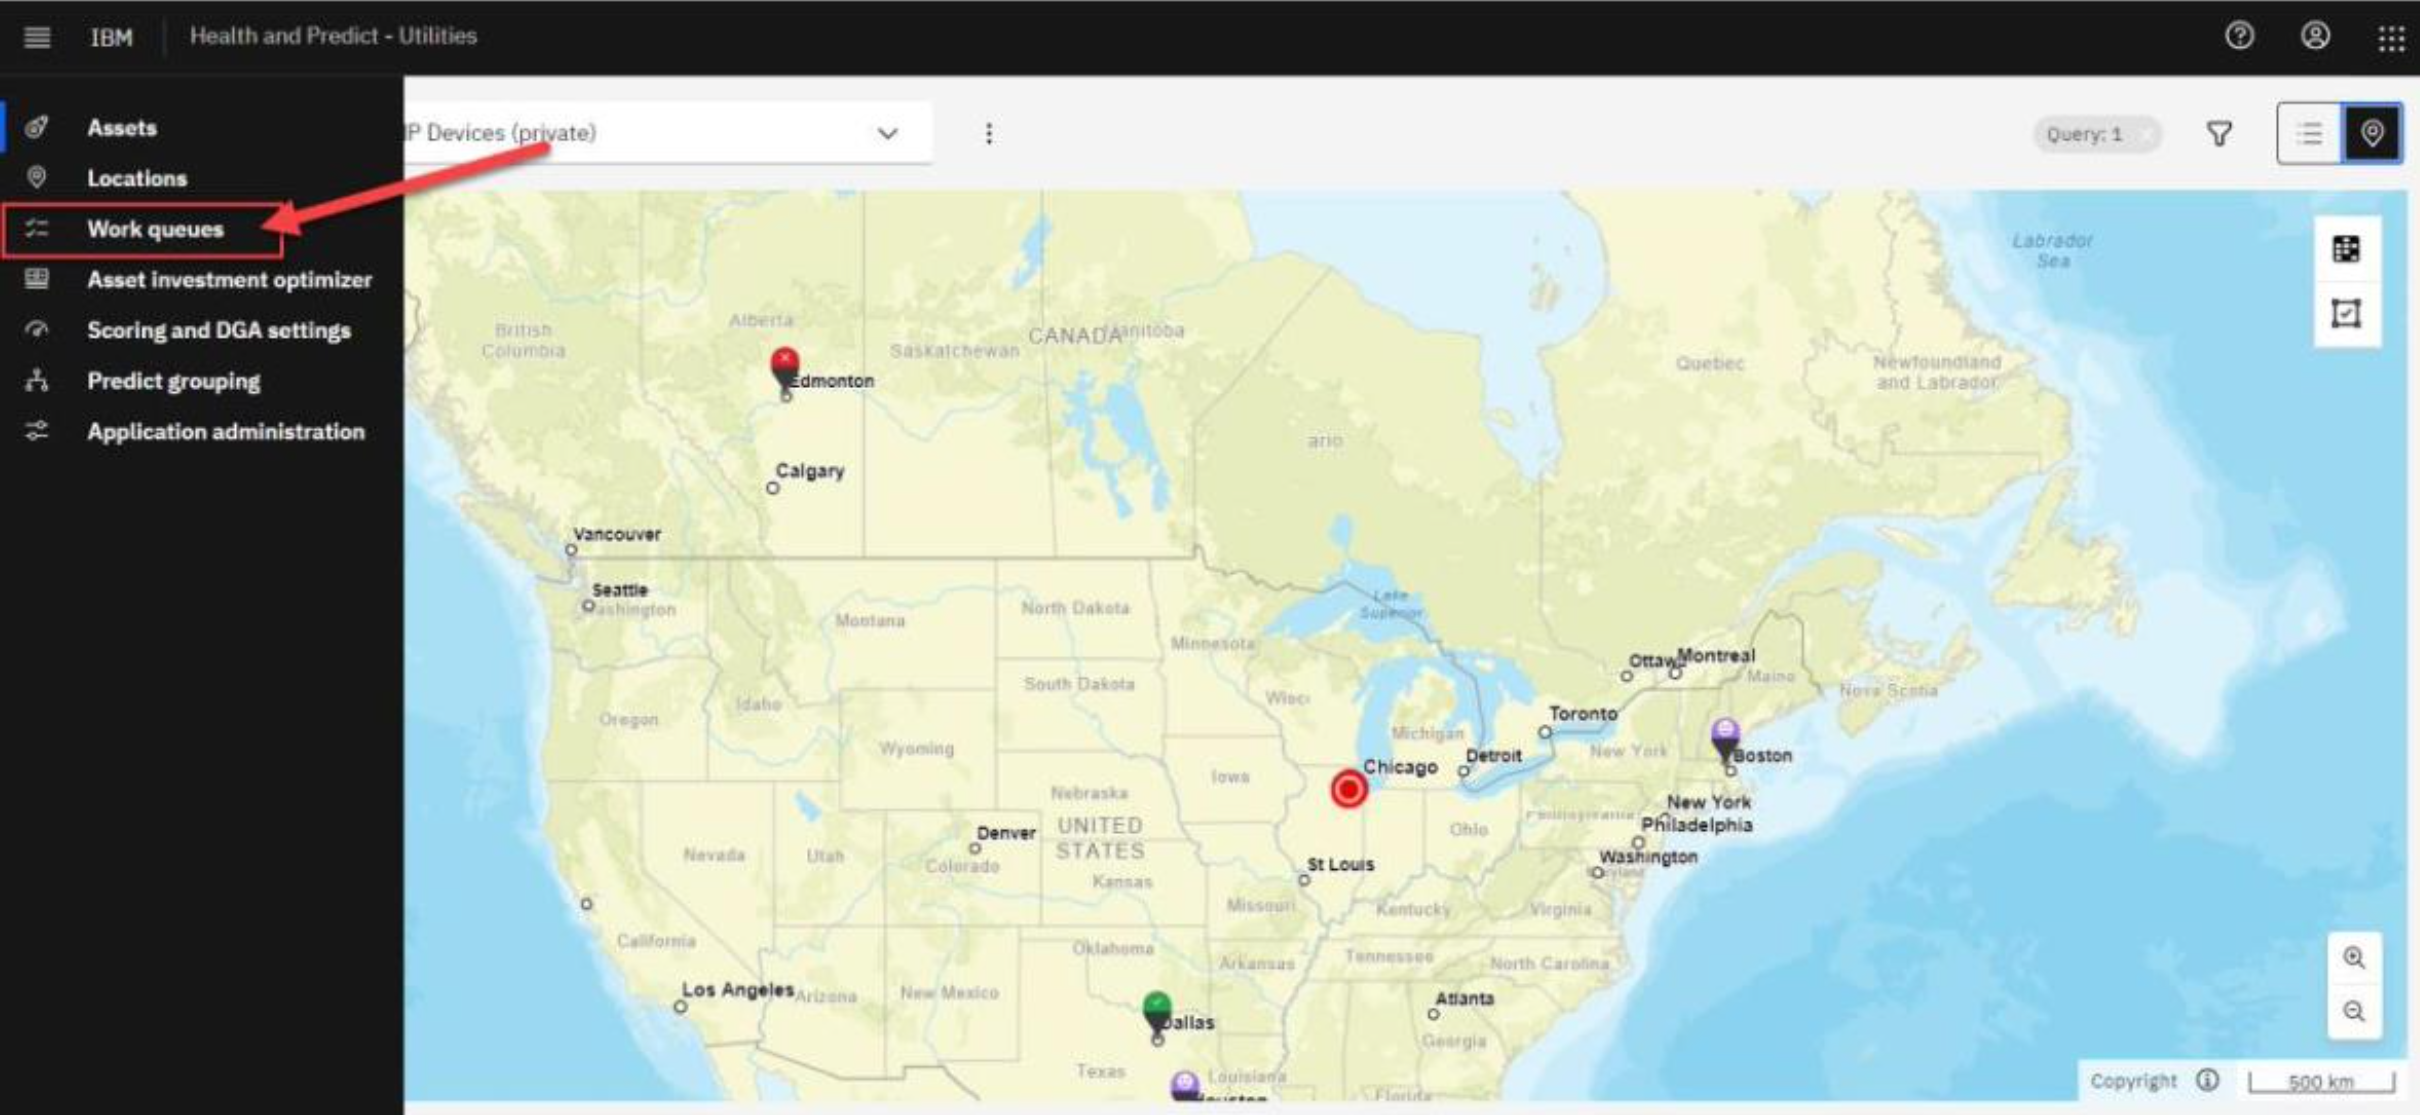 IBM
Health and Predict - Utilities
Assets
Locations
Work queues
Asset investment optimizer
Scoring and DGA settings
Predict grouping
Application administration
IP Devices (private)
Query: 1
Labrador
Sea
British
Columbia
Alberta
Saskatchewan
CANADA
anitoba
Quebec
Newfoundland
and Labrador
Edmonton
ario
Calgary
Vancouver
Seattle
ashington
Montana
North Dakota
Minnesota
Lake
Superior
Ottaw
Montreal
Maine
Nova Scotia
South Dakota
Wisc
Oregon
Idaho
Wyoming
Michigan
Toronto
Detroit
New York
Boston
Chicago
Iowa
Nebraska
New York
Philadelphia
Pennsylvania
Ohio
UNITED
STATES
Denver
Colorado
Nevada
Utah
Kansas
St Louis
Washington
Missouri
Kentucky
Virginia
California
Oklahoma
Arkansas
Tennessee
North Carolina
Los Angeles
Arizona
New Mexico
Atlanta
Dallas
Georgia
Texas
Louisiana
Houston
Florida
Copyright
500 km